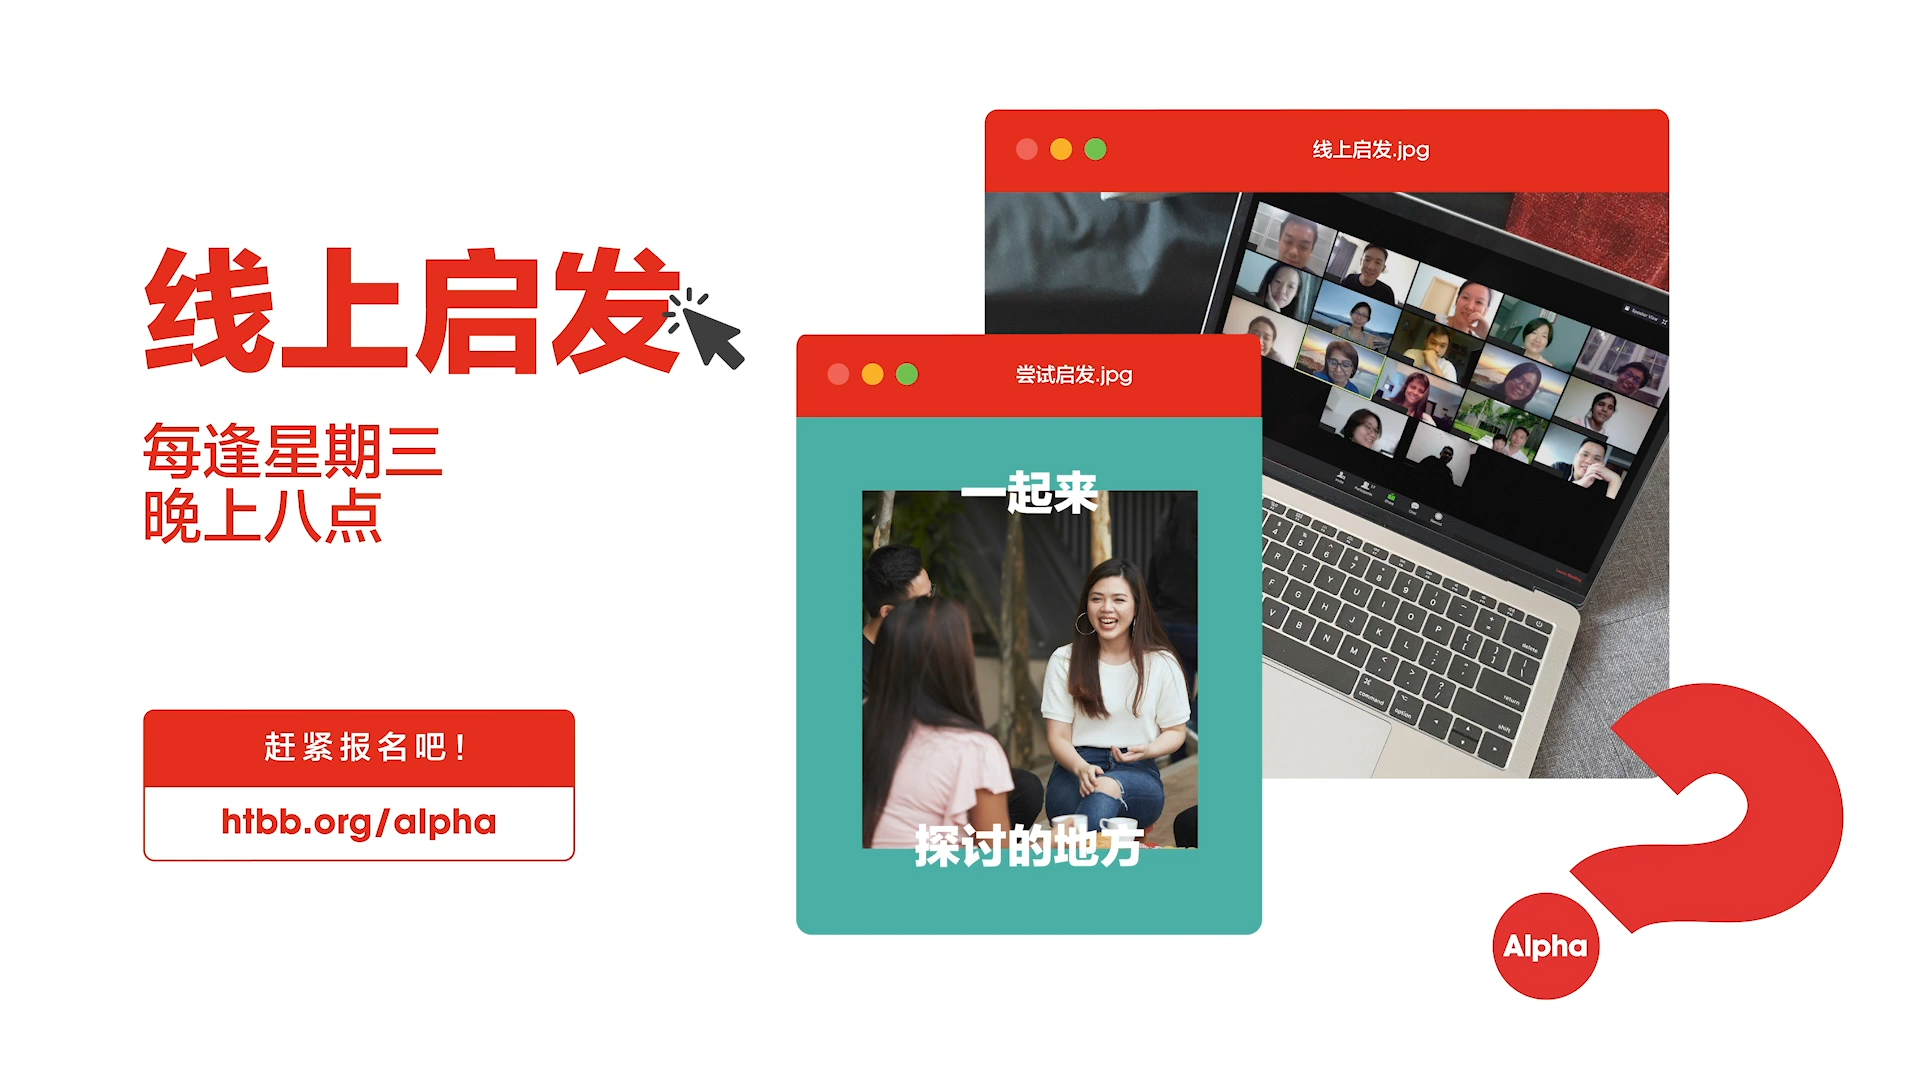 线上启发
每逢星期三
晚上八点
赶紧报名吧！
htbb.org/alpha
线上启发.jpg
尝试启发.jpg
一起来
探讨的地方
Alpha